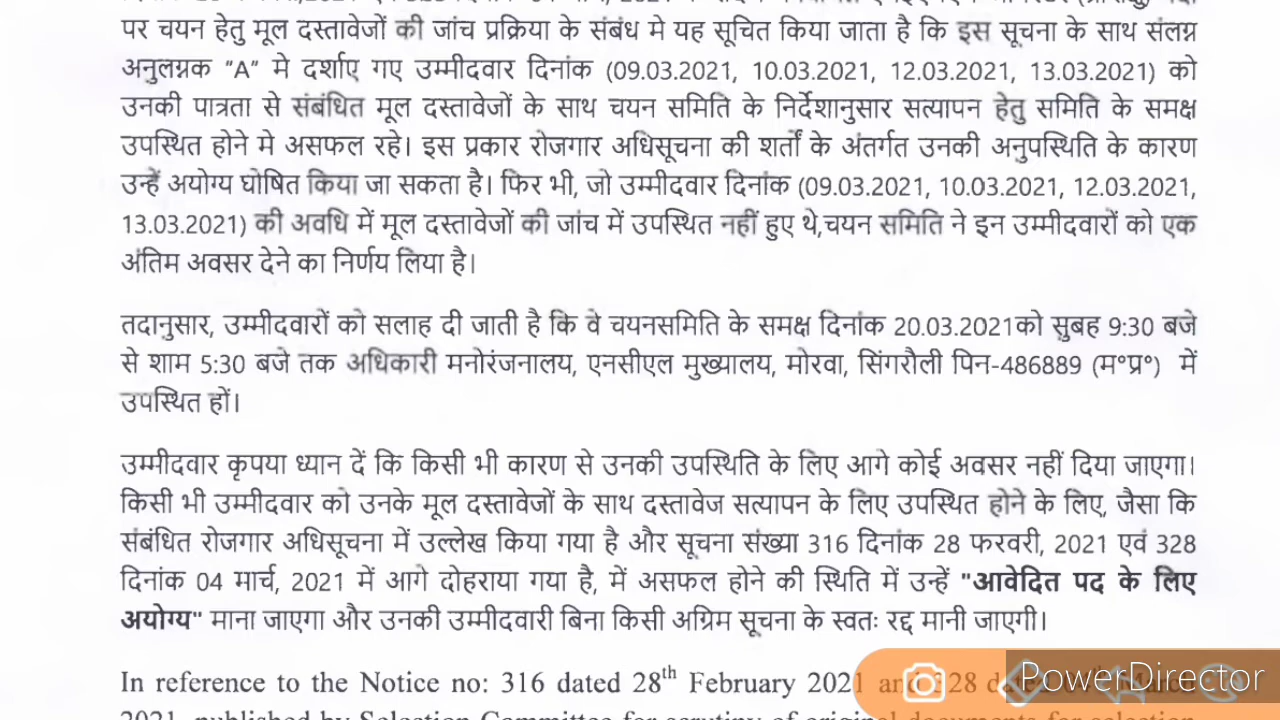 पर चयन हेतु मूल दस्तावेजों की जांच प्रक्रिया के संबंध मे यह सूचित किया जाता है कि इस सूचना के साथ संलग्न
अनुलग्नक "A" मे दर्शाए गए उम्मीदवार दिनांक (09.03.2021, 10.03.2021, 12.03.2021, 13.03.2021) को
उनकी पात्रता से संबंधित मूल दस्तावेजों के साथ चयन समिति के निर्देशानुसार सत्यापन हेतु समिति के समक्ष
उपस्थित होने मे असफल रहे। इस प्रकार रोजगार अधिसूचना की शर्तों के अंतर्गत उनकी अनुपस्थिति के कारण
उन्हें अयोग्य घोषित किया जा सकता है। फिर भी, जो उम्मीदवार दिनांक (09.03.2021, 10.03.2021, 12.03.2021,
13.03.2021) की अवधि में मूल दस्तावेजों की जांच में उपस्थित नहीं हुए थे,चयन समिति ने इन उम्मीदवारों को एक
अंतिम अवसर देने का निर्णय लिया है।
तदानुसार, उम्मीदवारों को सलाह दी जाती है कि वे चयनसमिति के समक्ष दिनांक 20.03.2021को सुबह 9:30 बजे
से शाम 5:30 बजे तक अधिकारी मनोरंजनालय, एनसीएल मुख्यालय, मोरवा, सिंगरौली पिन-486889 (म°प्र°) में
उपस्थित हों।
उम्मीदवार कृपया ध्यान दें कि किसी भी कारण से उनकी उपस्थिति के लिए आगे कोई अवसर नहीं दिया जाएगा।
किसी भी उम्मीदवार को उनके मूल दस्तावेजों के साथ दस्तावेज सत्यापन के लिए उपस्थित होने के लिए, जैसा कि
संबंधित रोजगार अधिसूचना में उल्लेख किया गया है और सूचना संख्या 316 दिनांक 28 फरवरी, 2021 एवं 328
दिनांक 04 मार्च, 2021 में आगे दोहराया गया है, में असफल होने की स्थिति में उन्हें "आवेदित पद के लिए
अयोग्य" माना जाएगा और उनकी उम्मीदवारी बिना किसी अग्रिम सूचना के स्वतः रद्द मानी जाएगी।
In reference to the Notice no: 316 dated 28th February 2021 and 328
PowerDirector